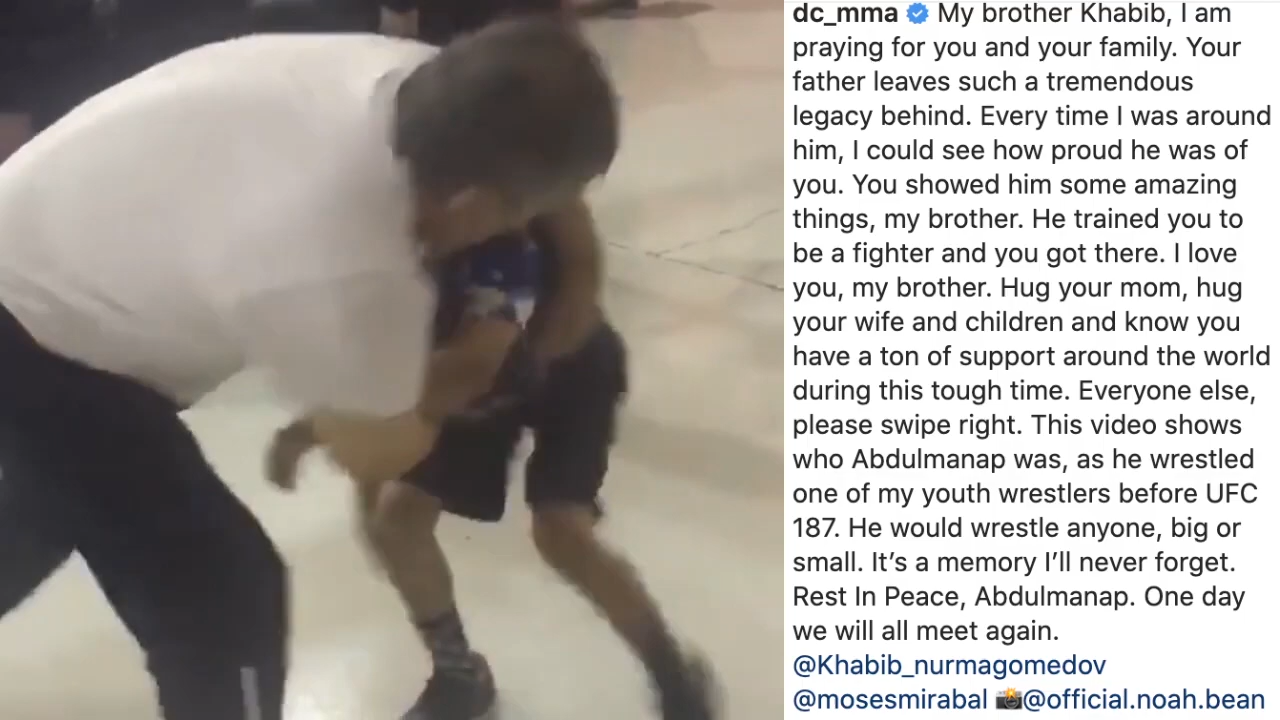 dc_mma My brother Khabib, I am
praying for you and your family. Your
father leaves such a tremendous
legacy behind. Every time I was around
him, I could see how proud he was of
you. You showed him some amazing
things, my brother. He trained you to
be a fighter and you got there. I love
you, my brother. Hug your mom, hug
your wife and children and know you
have a ton of support around the world
during this tough time. Everyone else,
please swipe right. This video shows
who Abdulmanap was, as he wrestled
one of my youth wrestlers before UFC
187. He would wrestle anyone, big or
small. It’s a memory I’ll never forget.
Rest In Peace, Abdulmanap. One day
we will all meet again.
@Khabib_nurmagomedov
@mosesmirabal 📸@official.noah.bean